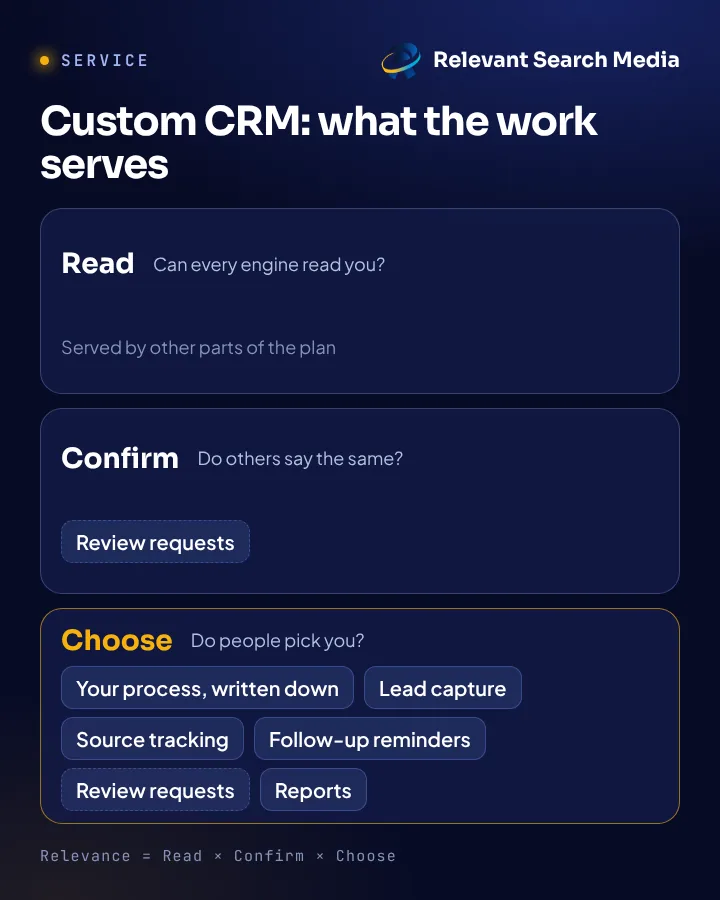 SERVICE
Relevant Search Media
Custom CRM: what the work
serves
Read Can every engine read you?
Served by other parts of the plan
Confirm Do others say the same?
Review requests
Choose Do people pick you?
Your process, written down Lead capture
Source tracking Follow-up reminders
Review requests Reports
Relevance = Read × Confirm × Choose